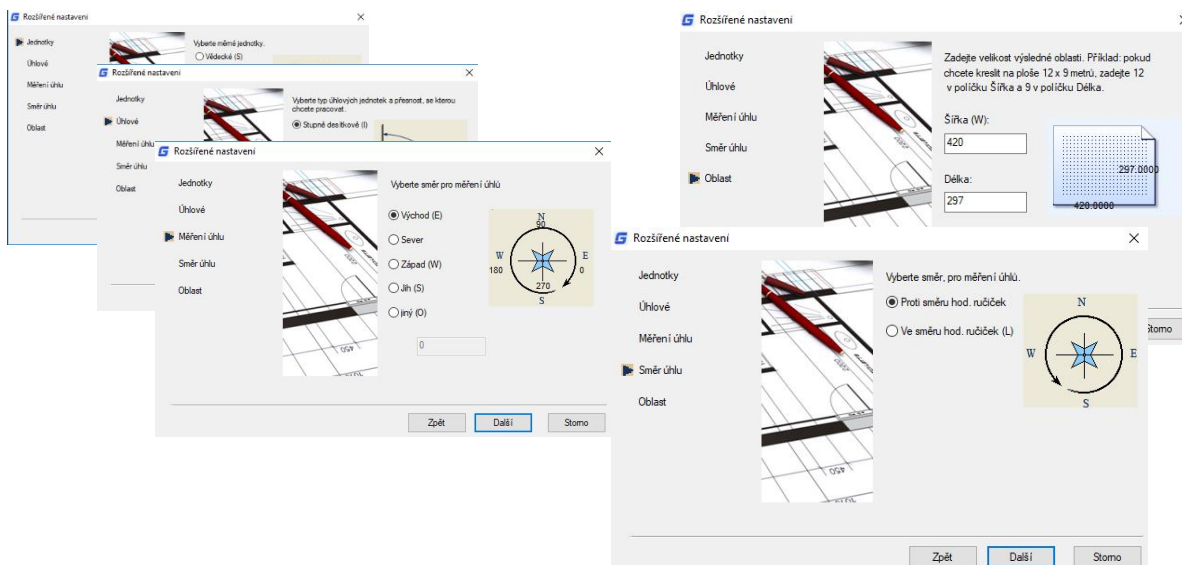 Rozšířené nastavení
Jednotky
Úhlové
Měření úhlu
Směr úhlu
Oblast
Vyberte měrné jednotky.
Vědecké (S)
Rozšířené nastavení
Jednotky
Úhlové
Měření úhlu
Směr úhlu
Oblast
Vyberte typ úhlových jednotek a přesnost, se kterou
chcete pracovat.
Stupně desítkově (I)
Rozšířené nastavení
Jednotky
Úhlové
Měření úhlu
Směr úhlu
Oblast
Vyberte směr pro měření úhlů
Východ (E)
Sever
Západ (W)
Jih (S)
jiný (O)
0
N
90
W
180
E
0
270
S
450
Zpět
Další
Storno
Rozšířené nastavení
Jednotky
Úhlové
Měření úhlu
Směr úhlu
Oblast
Zadejte velikost výsledné oblasti. Příklad: pokud
chcete kreslit na ploše 12 x 9 metrů, zadejte 12
v políčku Šířka a 9 v políčku Délka.
Šířka (W):
420
Délka:
297
297.0000
420.0000
Storno
Rozšířené nastavení
Jednotky
Úhlové
Měření úhlu
Směr úhlu
Oblast
Vyberte směr, pro měření úhlů.
Proti směru hod. ručiček
Ve směru hod. ručiček (L)
N
W
E
S
450
Zpět
Další
Storno